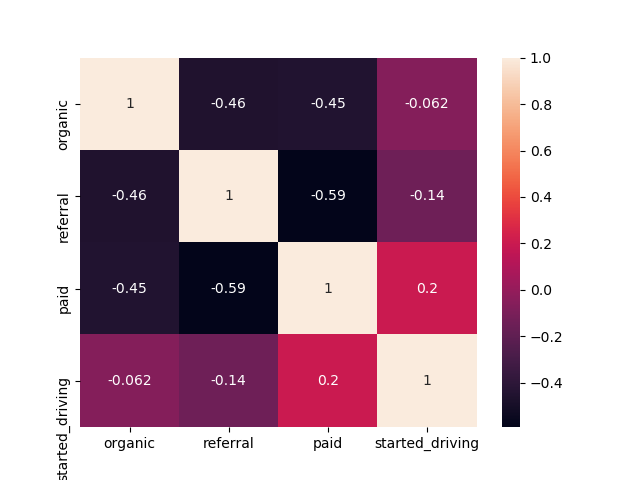 organic 1 -0.46 -0.45 -0.062
referral -0.46 1 -0.59 -0.14
paid -0.45 -0.59 1 0.2
started_driving -0.062 -0.14 0.2 1
organic referral paid started_driving
1.0
0.8
0.6
0.4
0.2
0.0
−0.2
−0.4